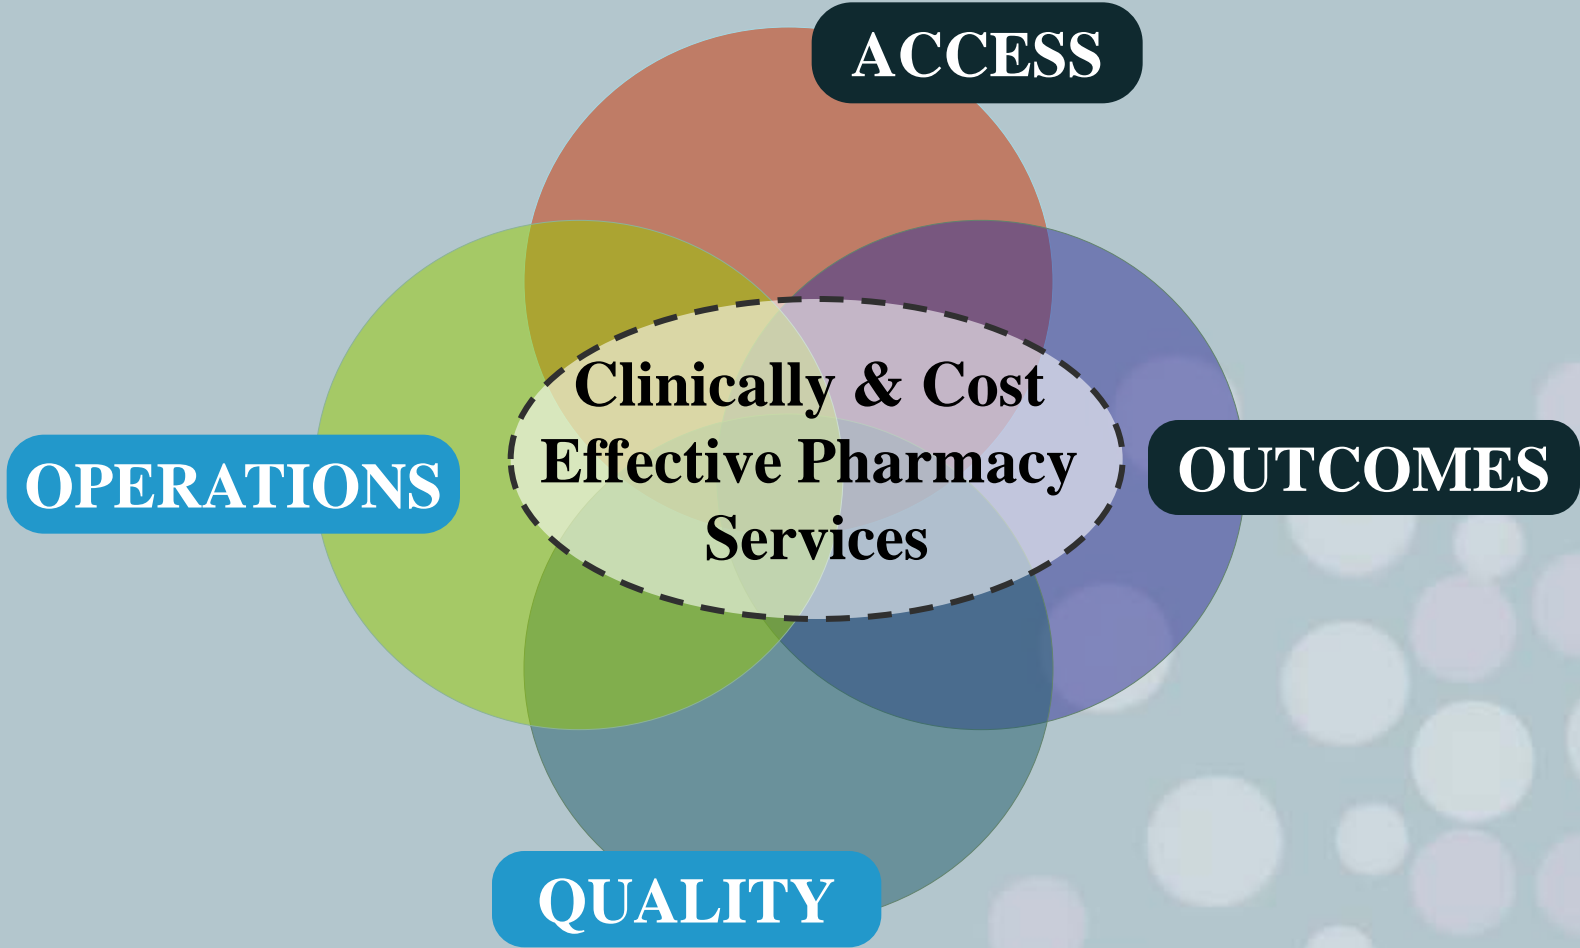 ACCESS
Clinically & Cost
Effective Pharmacy
Services
OPERATIONS
OUTCOMES
QUALITY